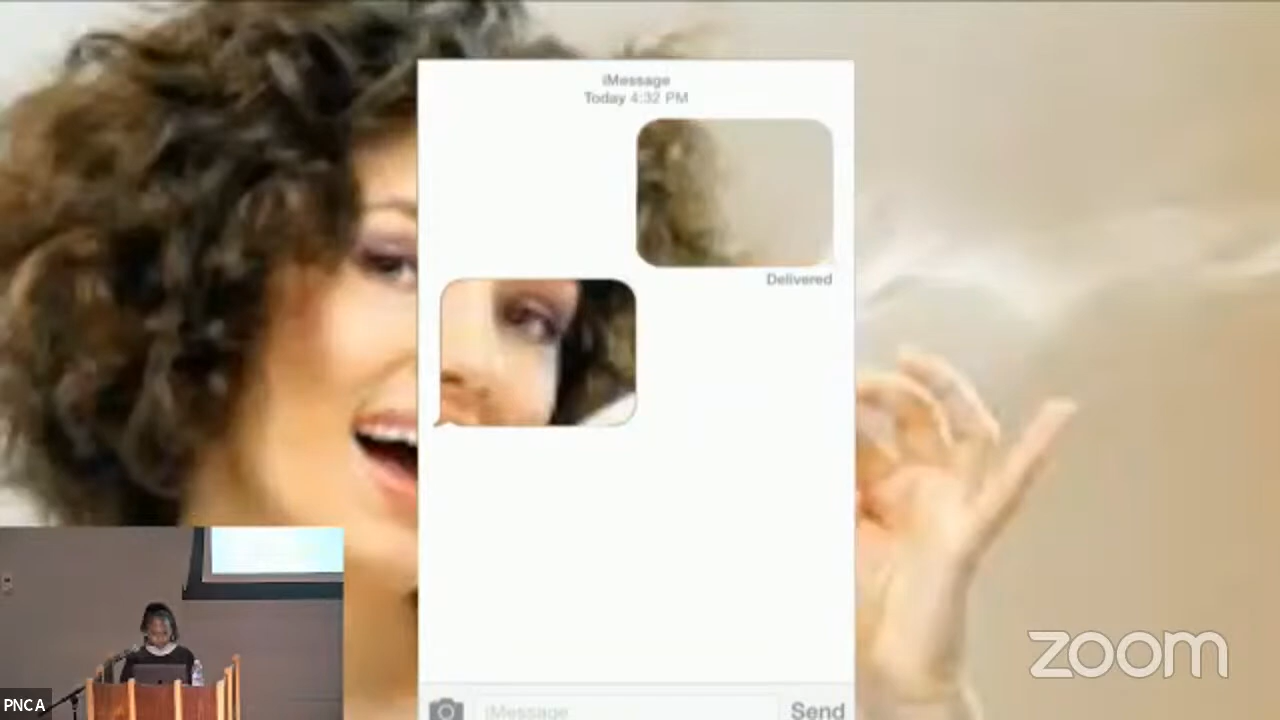 iMessage
Today 4:32 PM
Delivered
zoom
PNCA
iMessage
Send